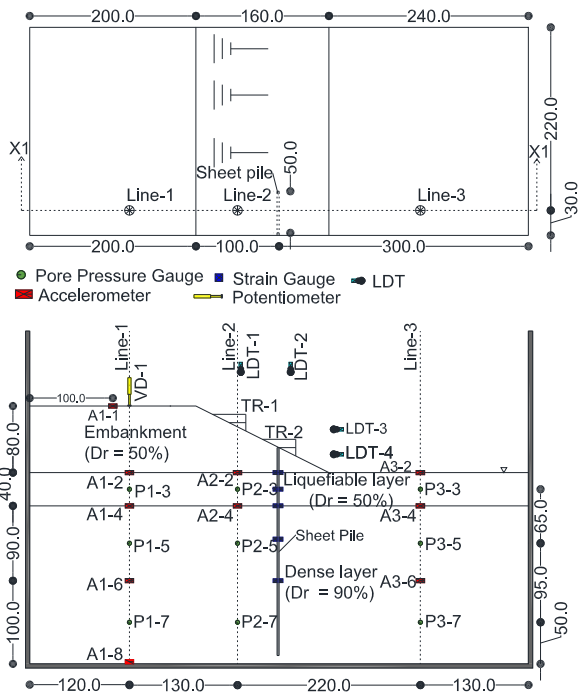 200.0 160.0 240.0
X1 X1
220.0
Sheet pile
50.0
Line-1 Line-2 Line-3
30.0
200.0 100.0 300.0
Pore Pressure Gauge Strain Gauge LDT
Accelerometer Potentiometer
Line-1 Line-2 Line-3
VD-1 LDT-1 LDT-2
100.0
A1-1 TR-1
LDT-3
80.0 Embankment TR-2
(Dr = 50%) LDT-4
A1-2 A2-2 A3-2
40.0 Liquefiable layer
P1-3 P2-3 (Dr = 50%) P3-3
A1-4 A2-4 A3-4
65.0
Sheet Pile
P1-5 P2-5 P3-5
90.0
Dense layer
A1-6 (Dr = 90%) A3-6
95.0
P1-7 P2-7 P3-7
100.0 50.0
A1-8
120.0 130.0 220.0 130.0